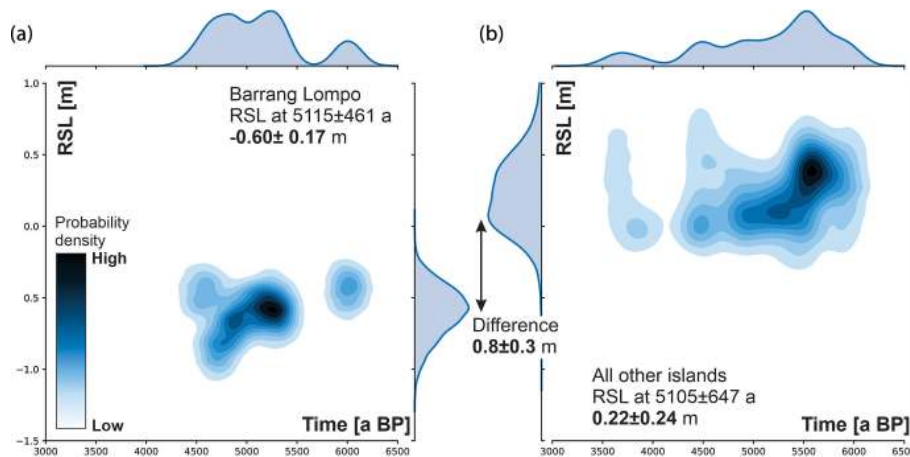 (a)
RSL [m]
1.0
0.5
0.0
0.5
-1.0
-1.5
Barrang Lompo
RSL at 5115±461 a
-0.60± 0.17 m
Probability
density
High
Low
Time [a BP]
3000 3500 4000 4500 5000 5500 6000 6500
Difference
0.8±0.3 m
(b)
RSL [m]
All other islands
RSL at 5105±647 a
0.22±0.24 m
Time [a BP]
3000 3500 4000 4500 5000 5500 6000 650